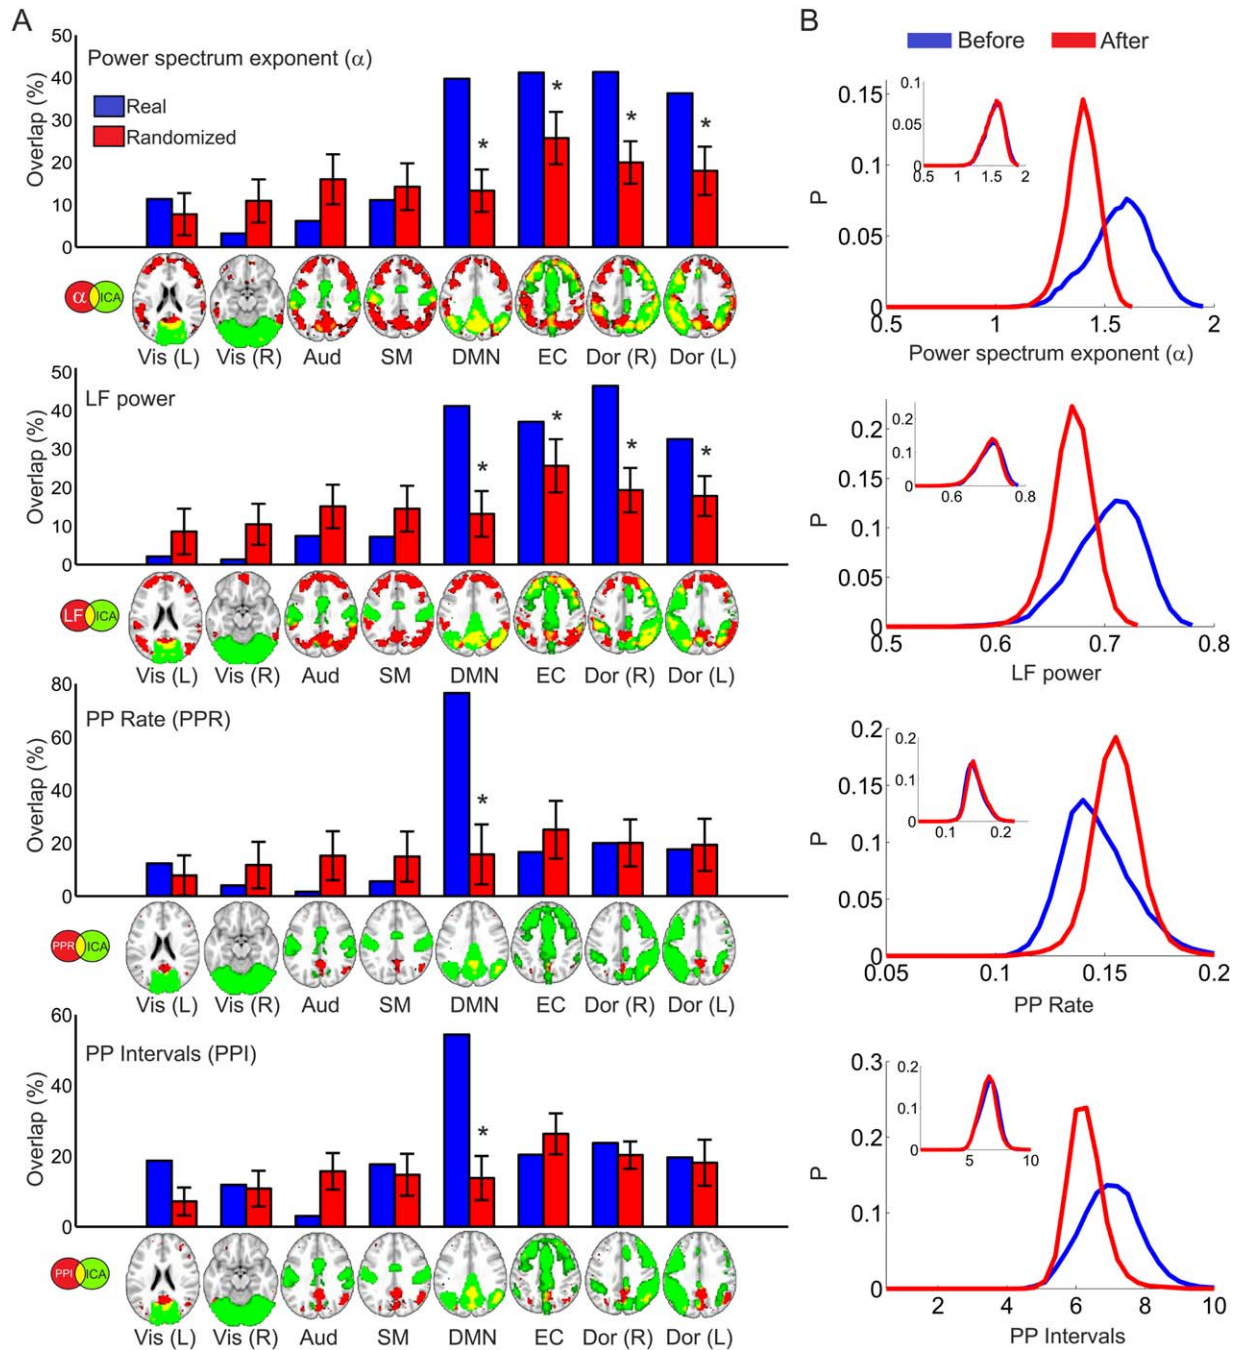 A
Power spectrum exponent (α)
Real
Randomized
Overlap (%)
50
40
30
20
10
0
* * * *
α ICA
Vis (L) Vis (R) Aud SM DMN EC Dor (R) Dor (L)
LF power
Overlap (%)
50
40
30
20
10
0
* * * *
LF ICA
Vis (L) Vis (R) Aud SM DMN EC Dor (R) Dor (L)
PP Rate (PPR)
Overlap (%)
80
60
40
20
0
*
PPR ICA
Vis (L) Vis (R) Aud SM DMN EC Dor (R) Dor (L)
PP Intervals (PPI)
Overlap (%)
60
40
20
0
*
PPI ICA
Vis (L) Vis (R) Aud SM DMN EC Dor (R) Dor (L)
B
Before After
P
0.15
0.1
0.05
0
0.5 1 1.5 2
0.1
0.05
0
0.5 1 1.5 2
Power spectrum exponent (α)
P
0.2
0.15
0.1
0.05
0
0.5 0.6 0.7 0.8
0.2
0.1
0
0.6 0.8
LF power
P
0.2
0.15
0.1
0.05
0
0.05 0.1 0.15 0.2
0.2
0.1
0
0.1 0.2
PP Rate
P
0.3
0.2
0.1
0
2 4 6 8 10
0.2
0.1
0
5 10
PP Intervals